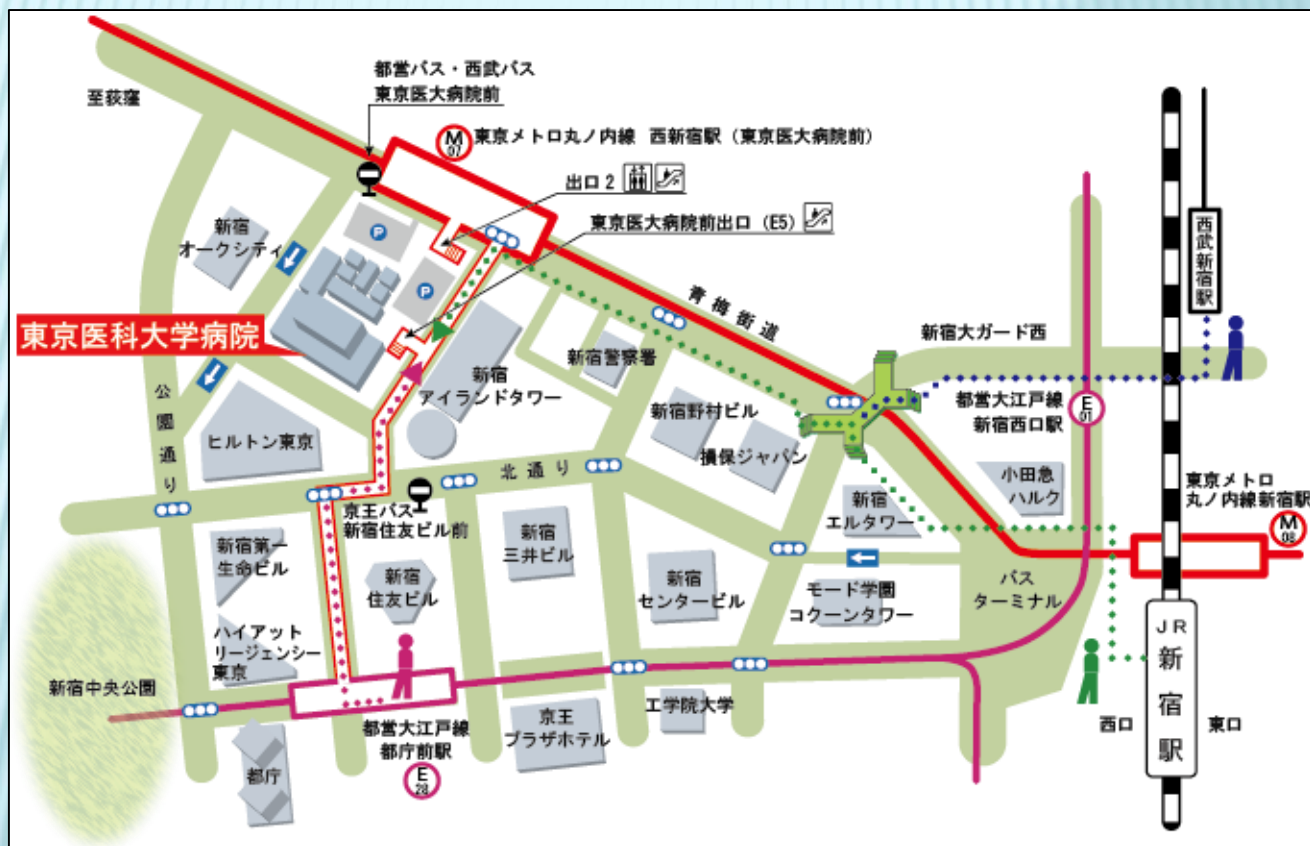 都営バス・西武バス
東京医大病院前
至荻窪
M
07
東京メトロ丸ノ内線 西新宿駅（東京医大病院前）
出口2
東京医大病院前出口（E5）
新宿
オークシティ
P
P
東京医科大学病院
公園通り
ヒルトン東京
新宿
アイランドタワー
新宿警察署
青梅街道
新宿大ガード西
西武新宿駅
都営大江戸線
新宿西口駅
E
01
新宿野村ビル
損保ジャパン
北通り
小田急
ハルク
東京メトロ
丸ノ内線新宿駅
M
08
京王バス
新宿住友ビル前
新宿
エルタワー
新宿第一
生命ビル
新宿
住友ビル
新宿
三井ビル
新宿
センタービル
モード学園
コクーンタワー
バス
ターミナル
ハイアット
リージェンシー
東京
新宿中央公園
都営大江戸線
都庁前駅
E
28
都庁
京王
プラザホテル
工学院大学
西口
JR新宿駅
東口